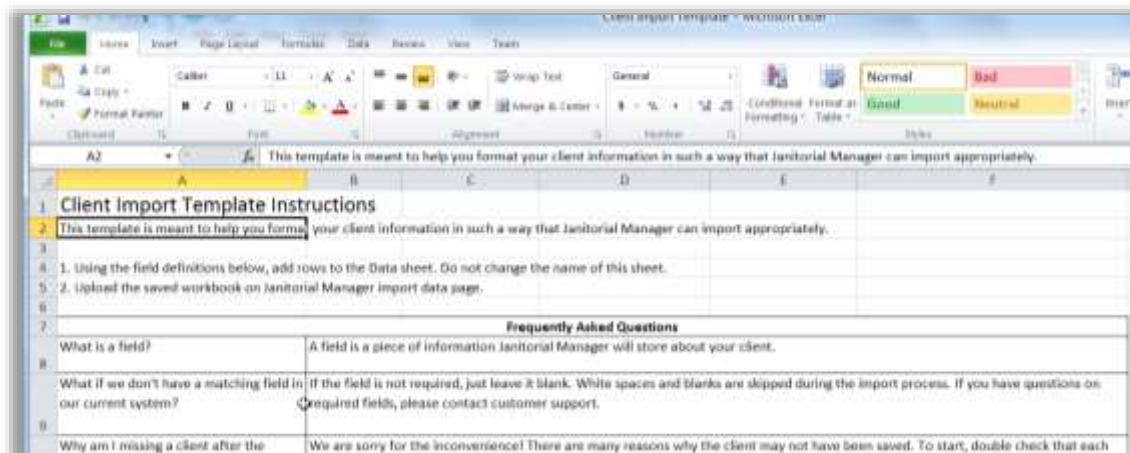 Client Import Template - Microsoft Excel
File Home Insert Page Layout Formulas Data Review View Team
Cut
Copy
Format Painter
Paste
Clipboard
Calibri 11
B I U
Font
Wrap Text
Merge & Center
Alignment
General
$ % ,
Number
Conditional Formatting
Format as Table
Normal Bad
Good Neutral
Styles
A2 fx This template is meant to help you format your client information in such a way that Janitorial Manager can import appropriately.
A B C D E F
1 Client Import Template Instructions
2 This template is meant to help you forma your client information in such a way that Janitorial Manager can import appropriately.
3
4 1. Using the field definitions below, add rows to the Data sheet. Do not change the name of this sheet.
5 2. Upload the saved workbook on Janitorial Manager import data page.
6
7 Frequently Asked Questions
What is a field? A field is a piece of information Janitorial Manager will store about your client.
8
What if we don't have a matching field in If the field is not required, just leave it blank. White spaces and blanks are skipped during the import process. If you have questions on
our current system? required fields, please contact customer support.
9
Why am I missing a client after the We are sorry for the inconvenience! There are many reasons why the client may not have been saved. To start, double check that each